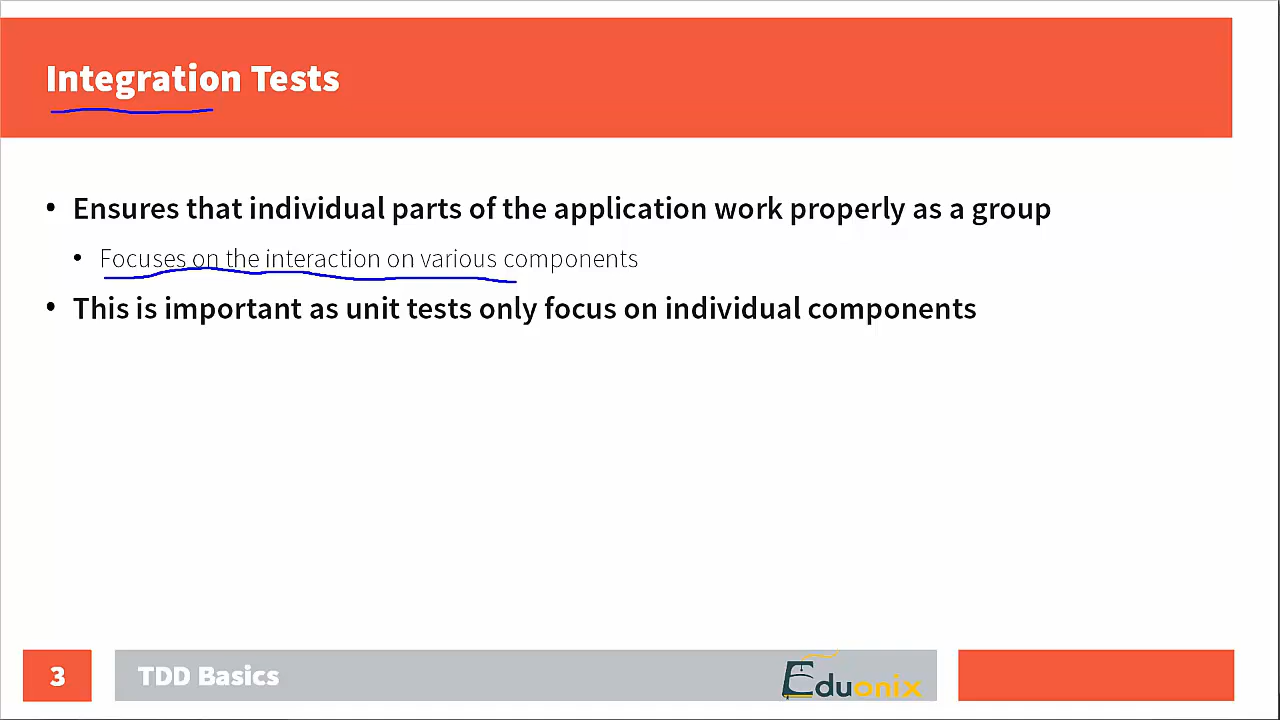 Integration Tests
• Ensures that individual parts of the application work properly as a group
• Focuses on the interaction on various components
• This is important as unit tests only focus on individual components
3
TDD Basics
Eduonix